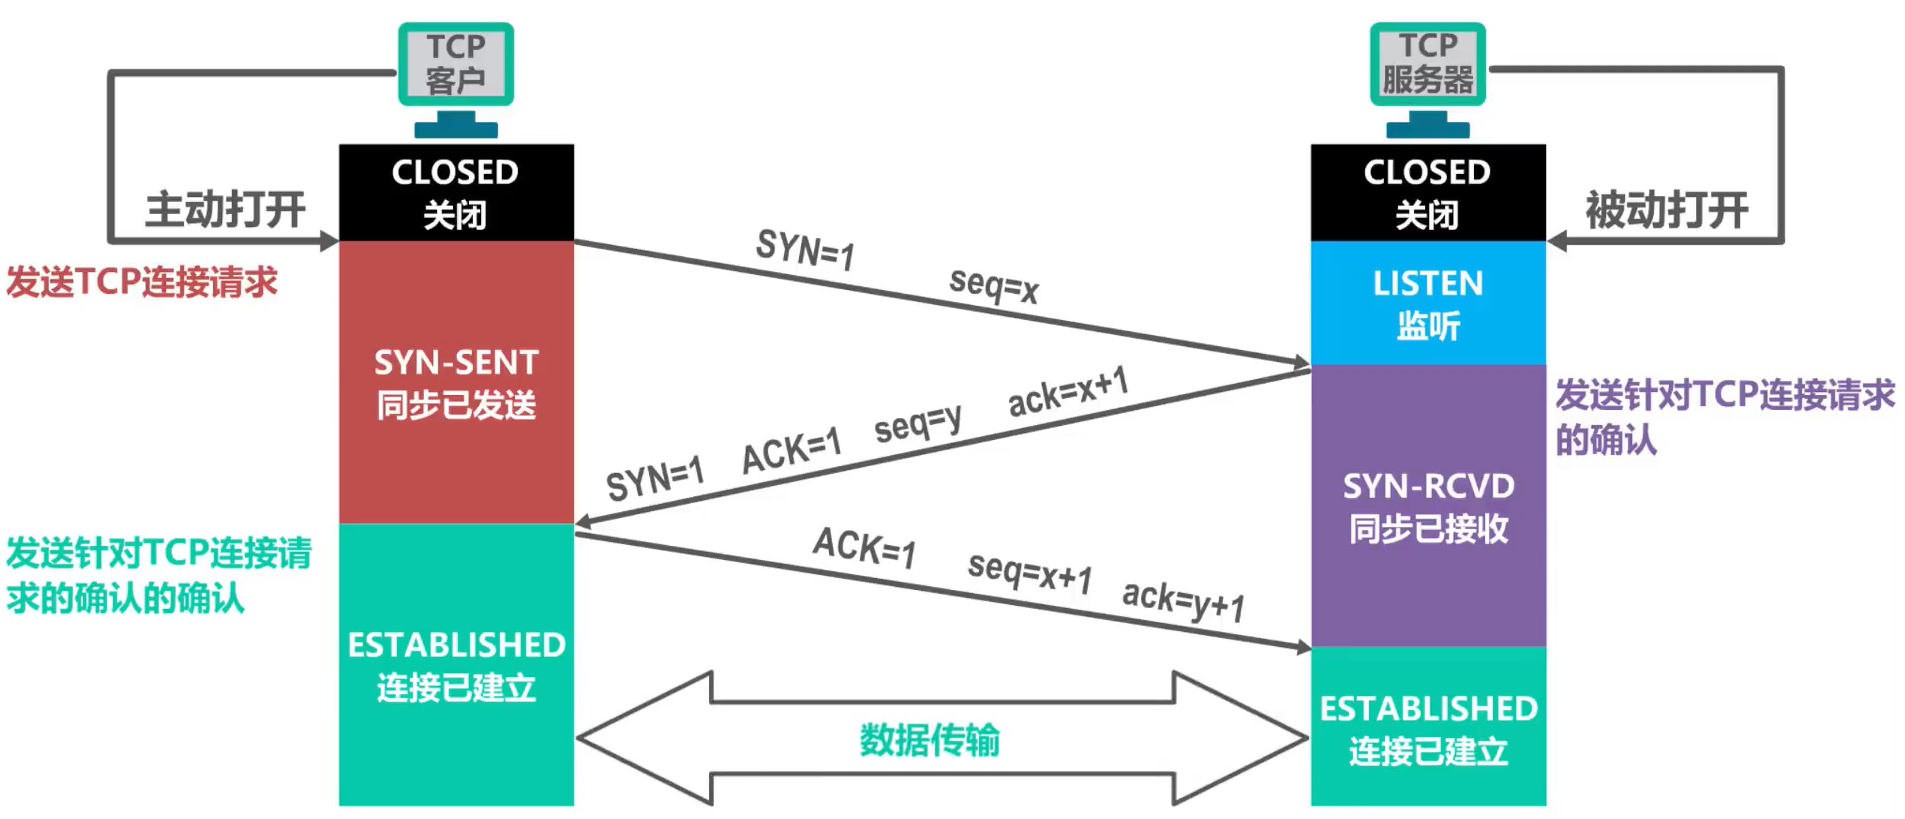 TCP
客户
TCP
服务器
CLOSED
关闭
CLOSED
关闭
主动打开
被动打开
发送TCP连接请求
SYN=1 seq=x
LISTEN
监听
SYN-SENT
同步已发送
SYN=1 ACK=1 seq=y ack=x+1
发送针对TCP连接请求
的确认
SYN-RCVD
同步已接收
发送针对TCP连接请
求的确认的确认
ACK=1 seq=x+1 ack=y+1
ESTABLISHED
连接已建立
数据传输
ESTABLISHED
连接已建立